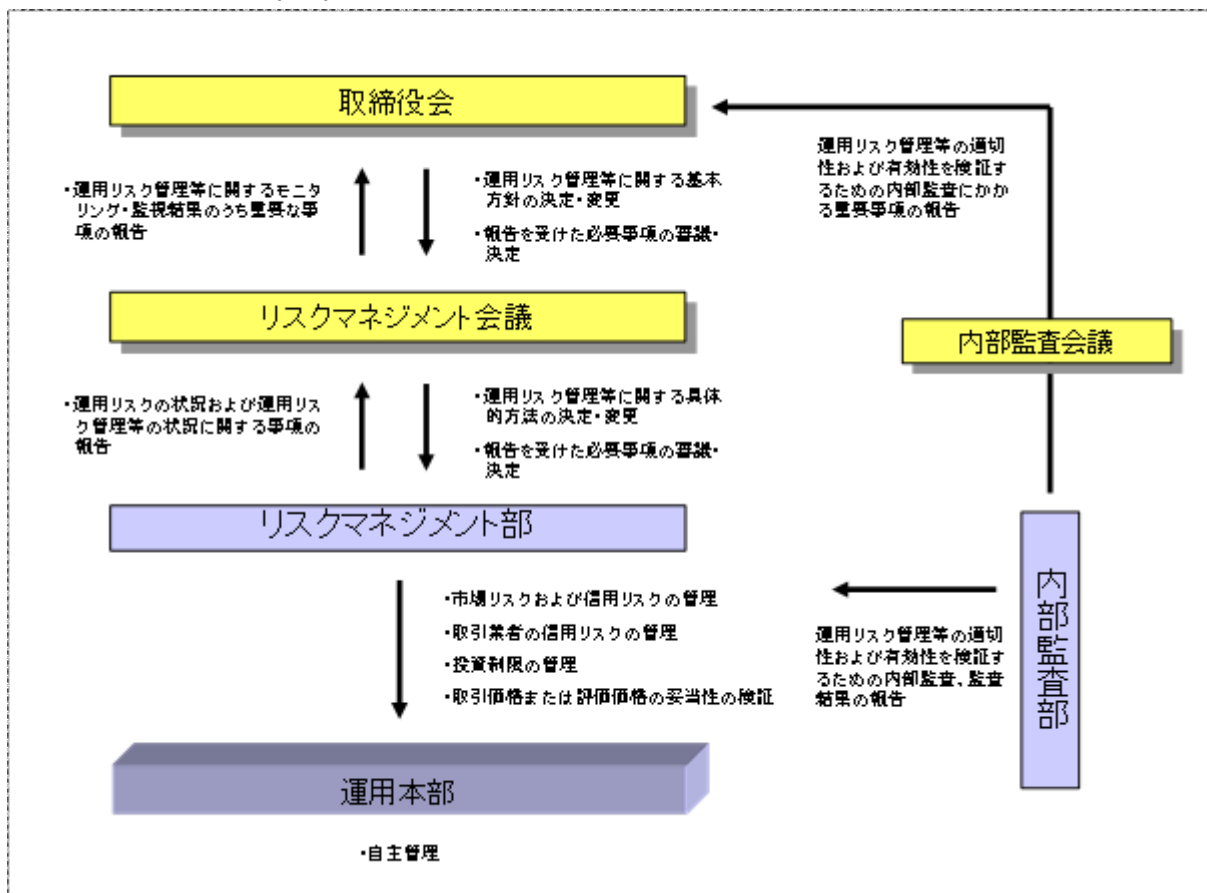 取締役会
・運用リスク管理等に関するモニ
タリング・監視結果のうち重要な事
項の報告
・運用リスク管理等に関する基本
方針の決定・変更
・報告を受けた必要事項の審議・
決定
運用リスク管理等の適切
性および有効性を検証す
るための内部監査にかか
る重要事項の報告
リスクマネジメント会議
内部監査会議
・運用リスクの状況および運用リス
ク管理等の状況に関する事項の
報告
・運用リスク管理等に関する具体
的方法の決定・変更
・報告を受けた必要事項の審議・
決定
リスクマネジメント部
内部監査部
・市場リスクおよび信用リスクの管理
・取引業者の信用リスクの管理
・投資制限の管理
・取引価格または評価価格の妥当性の検証
運用リスク管理等の適切
性および有効性を検証す
るための内部監査、監査
結果の報告
運用本部
・自主管理